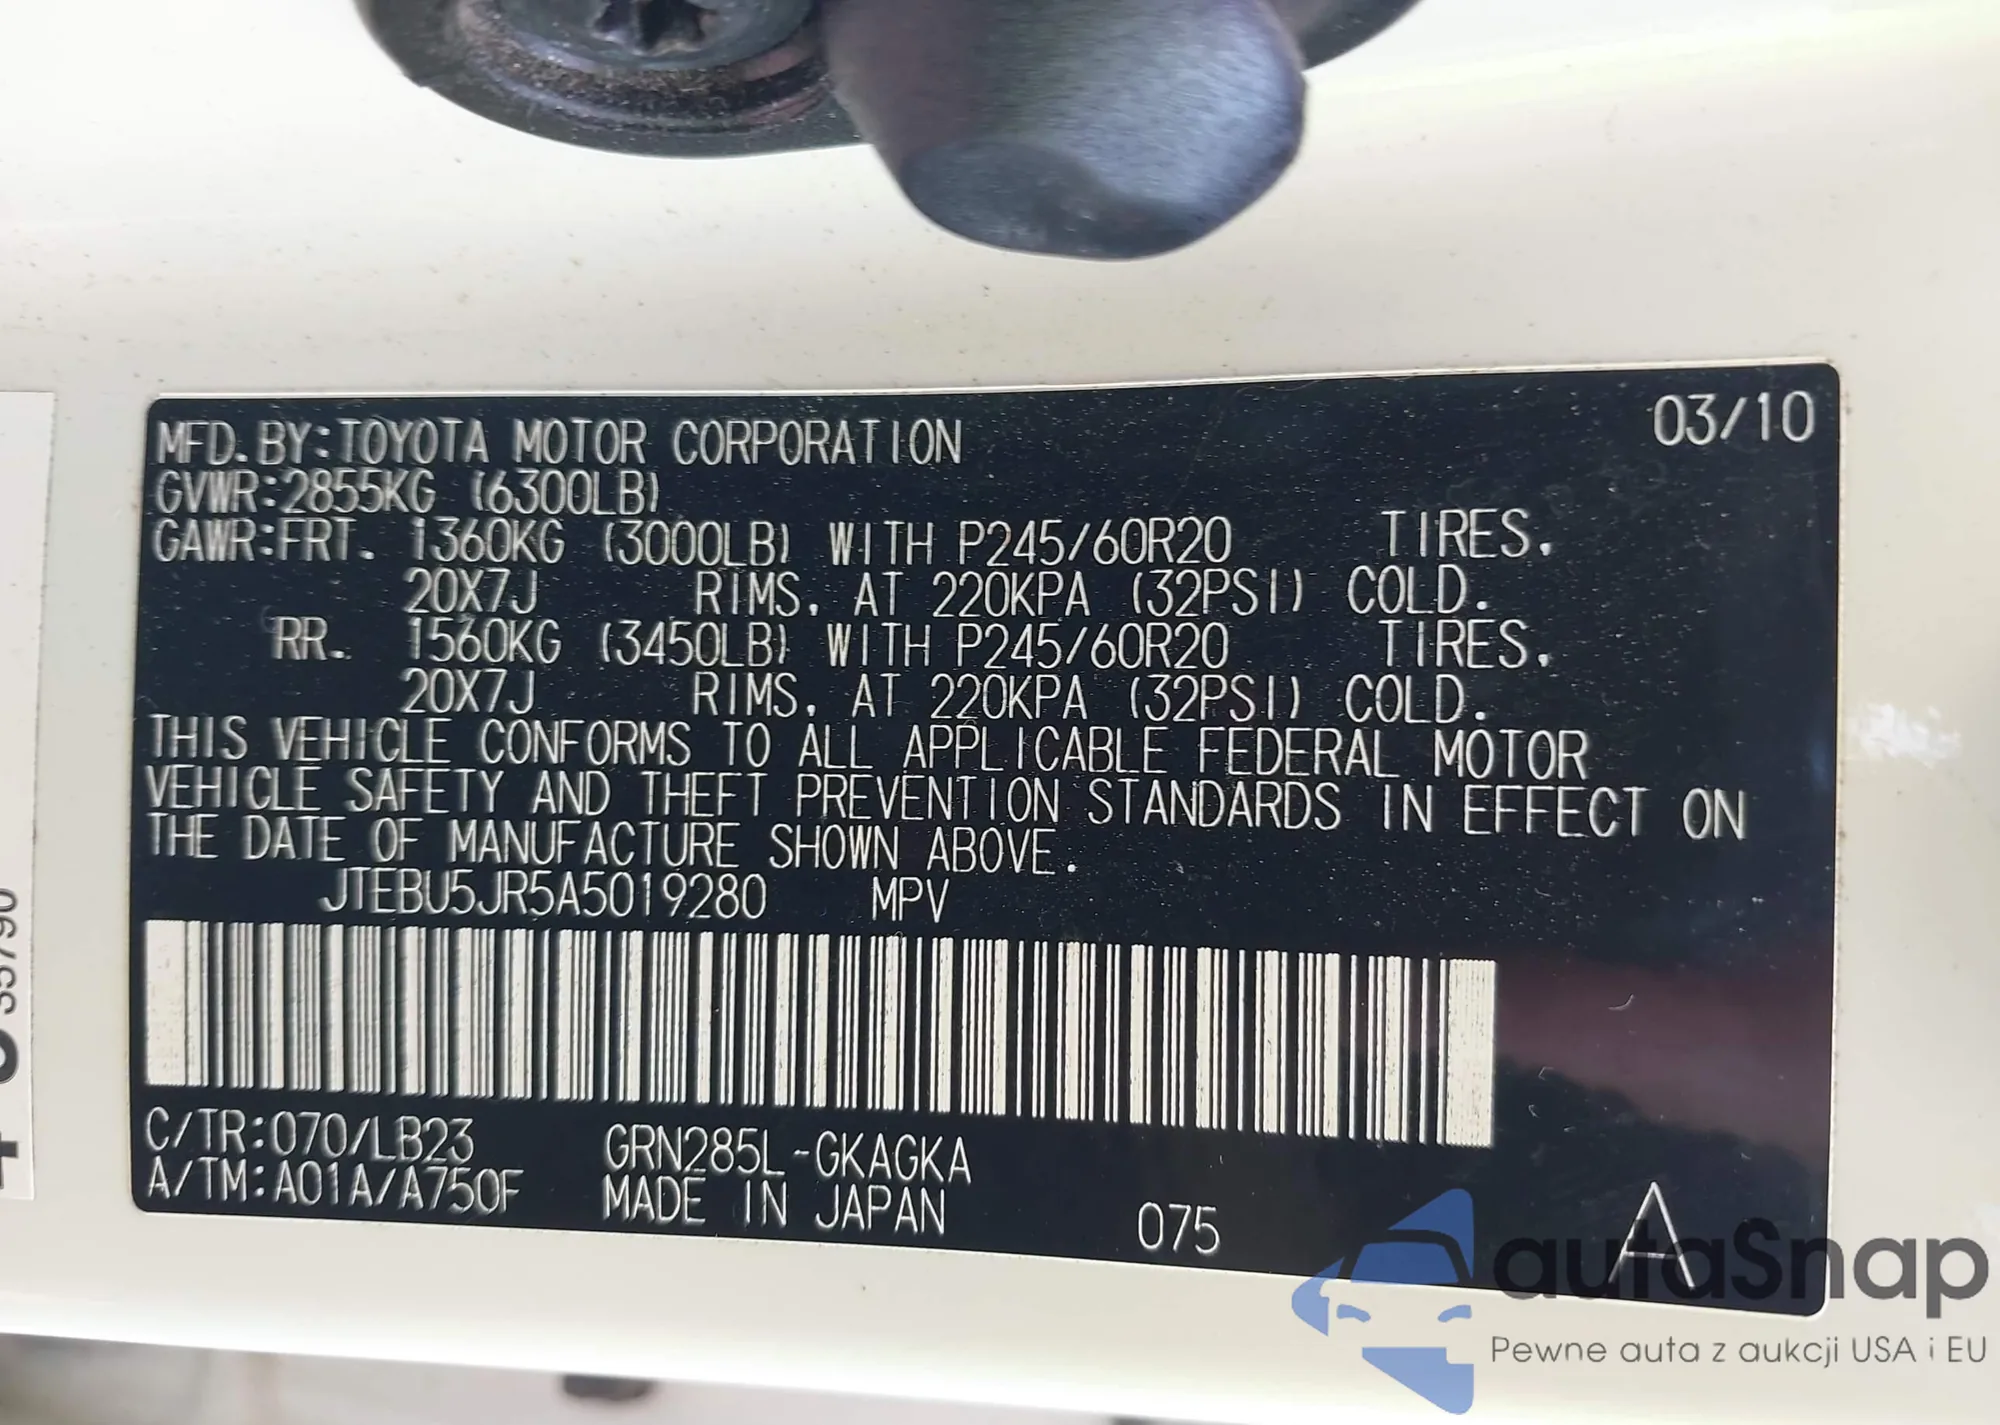 03/10
MFD.BY:TOYOTA MOTOR CORPORATION
GVWR:2855KG (6300LB)
GAWR:FRT. 1360KG (3000LB) WITH P245/60R20 TIRES.
20X7J RIMS, AT 220KPA (32PSI) COLD.
RR. 1560KG (3450LB) WITH P245/60R20 TIRES,
20X7J RIMS, AT 220KPA (32PSI) COLD.
THIS VEHICLE CONFORMS TO ALL APPLICABLE FEDERAL MOTOR
VEHICLE SAFETY AND THEFT PREVENTION STANDARDS IN EFFECT ON
THE DATE OF MANUFACTURE SHOWN ABOVE.
JTEBU5JR5A5019280 MPV
C/TR:070/LB23 GRN285L-GKAGKA
A/TM:A01A/A750F MADE IN JAPAN 075 A
autoSnap
Pewne auta z aukcji USA i EU